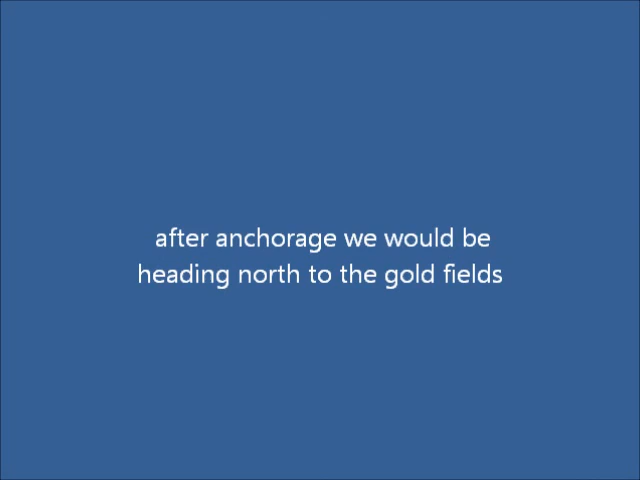 after anchorage we would be
heading north to the gold fields